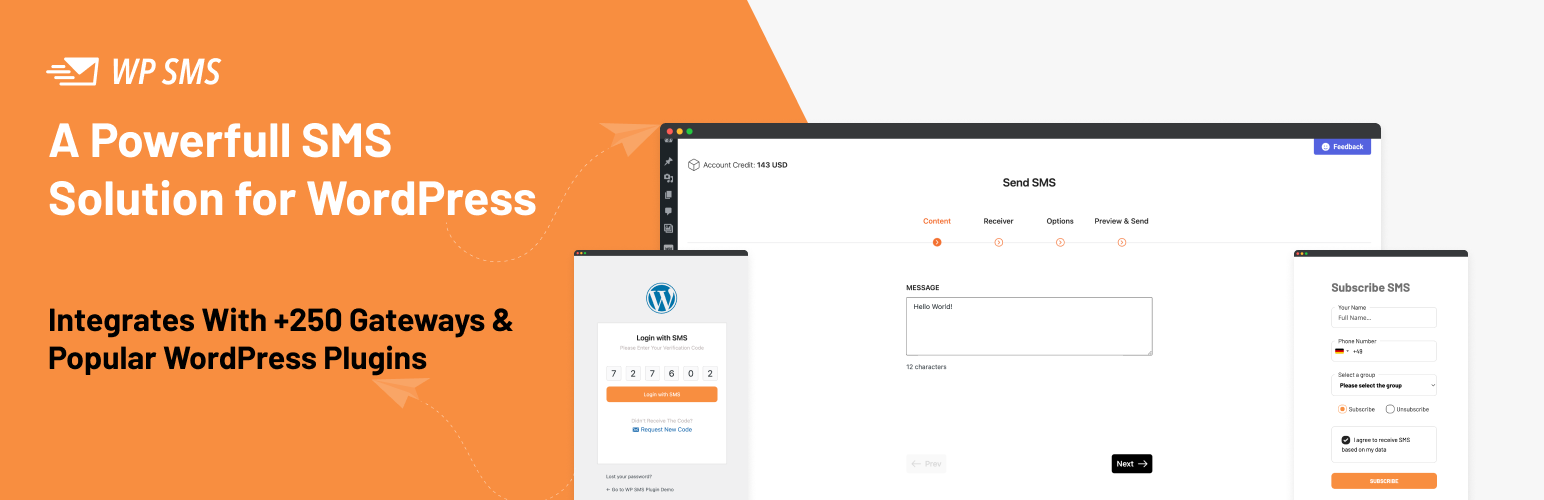 WP SMS
A Powerfull SMS
Solution for WordPress
Integrates With +250 Gateways &
Popular WordPress Plugins
Feedback
Account Credit: 143 USD
Send SMS
Content Receiver Options Preview & Send
MESSAGE
Hello World!
12 characters
Prev
Next
Login with SMS
Please Enter Your Verification Code
7 2 7 6 0 2
Login with SMS
Didn't Receive The Code?
Request New Code
Lost your password?
← Go to WP SMS Plugin Demo
Subscribe SMS
Your Name
Full Name...
Phone Number
+49
Select a group
Please select the group
Subscribe Unsubscribe
I agree to receive SMS
based on my data
SUBSCRIBE